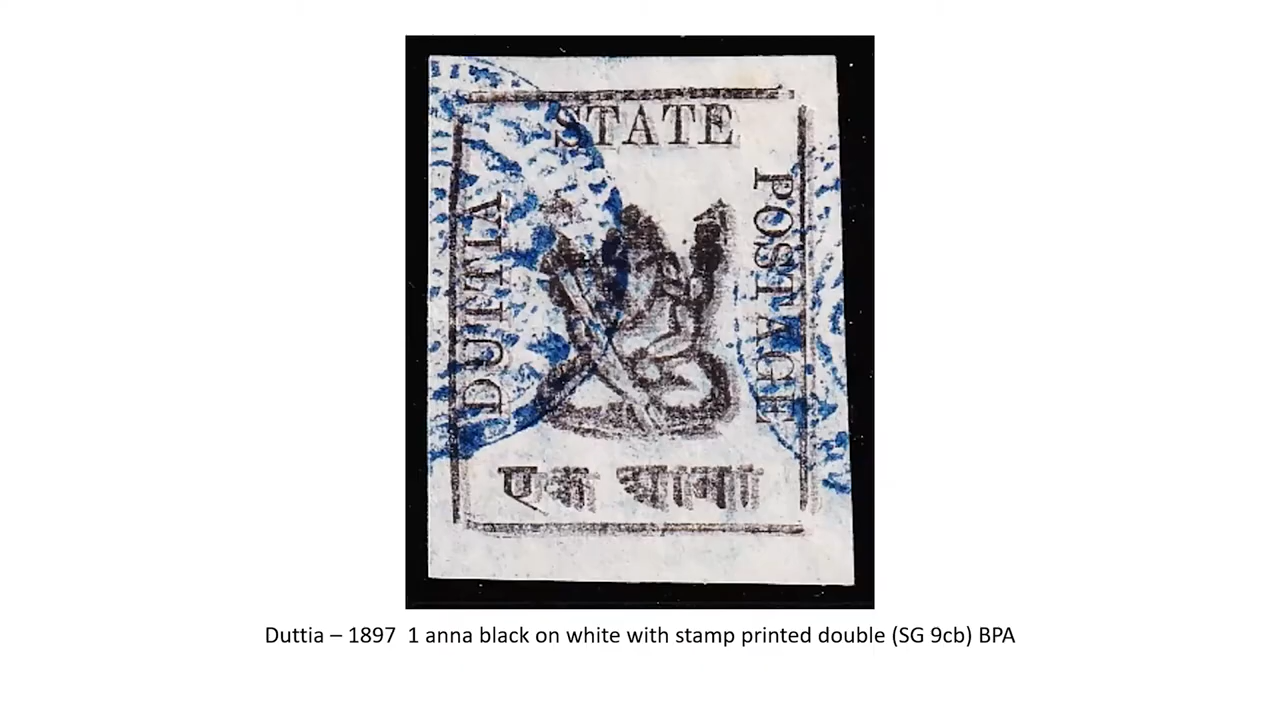 STATE
DUTTIA
POSTAGE
एक आना
Duttia – 1897 1 anna black on white with stamp printed double (SG 9cb) BPA